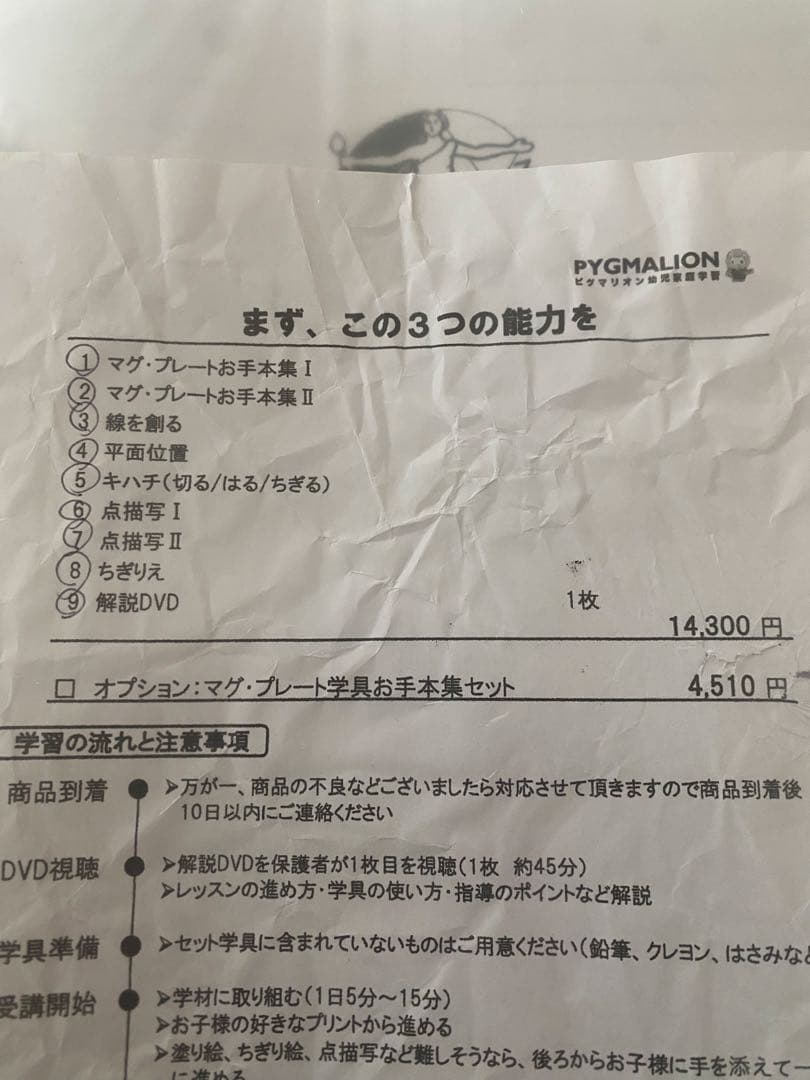 PYGMALION
ピグマリオン幼児家庭学習
まず、この3つの能力を
① マグ・プレートお手本集Ⅰ
② マグ・プレートお手本集Ⅱ
③ 線を創る
④ 平面位置
⑤ キハチ(切る/はる/ちぎる)
⑥ 点描写Ⅰ
⑦ 点描写Ⅱ
⑧ ちぎりえ
⑨ 解説DVD 1枚
14,300 円
□ オプション:マグ・プレート学具お手本集セット 4,510 円
学習の流れと注意事項
商品到着 ➤万が一、商品の不良などございましたら対応させて頂きますので商品到着後
10日以内にご連絡ください
DVD視聴 ➤解説DVDを保護者が1枚目を視聴(1枚 約45分)
➤レッスンの進め方・学具の使い方・指導のポイントなど解説
学具準備 ➤セット学具に含まれていないものはご用意ください(鉛筆、クレヨン、はさみなど
受講開始 ➤学材に取り組む(1日5分~15分)
➤お子様の好きなプリントから進める
➤塗り絵、ちぎり絵、点描写など難しそうなら、後ろからお子様に手を添えて一
に進める